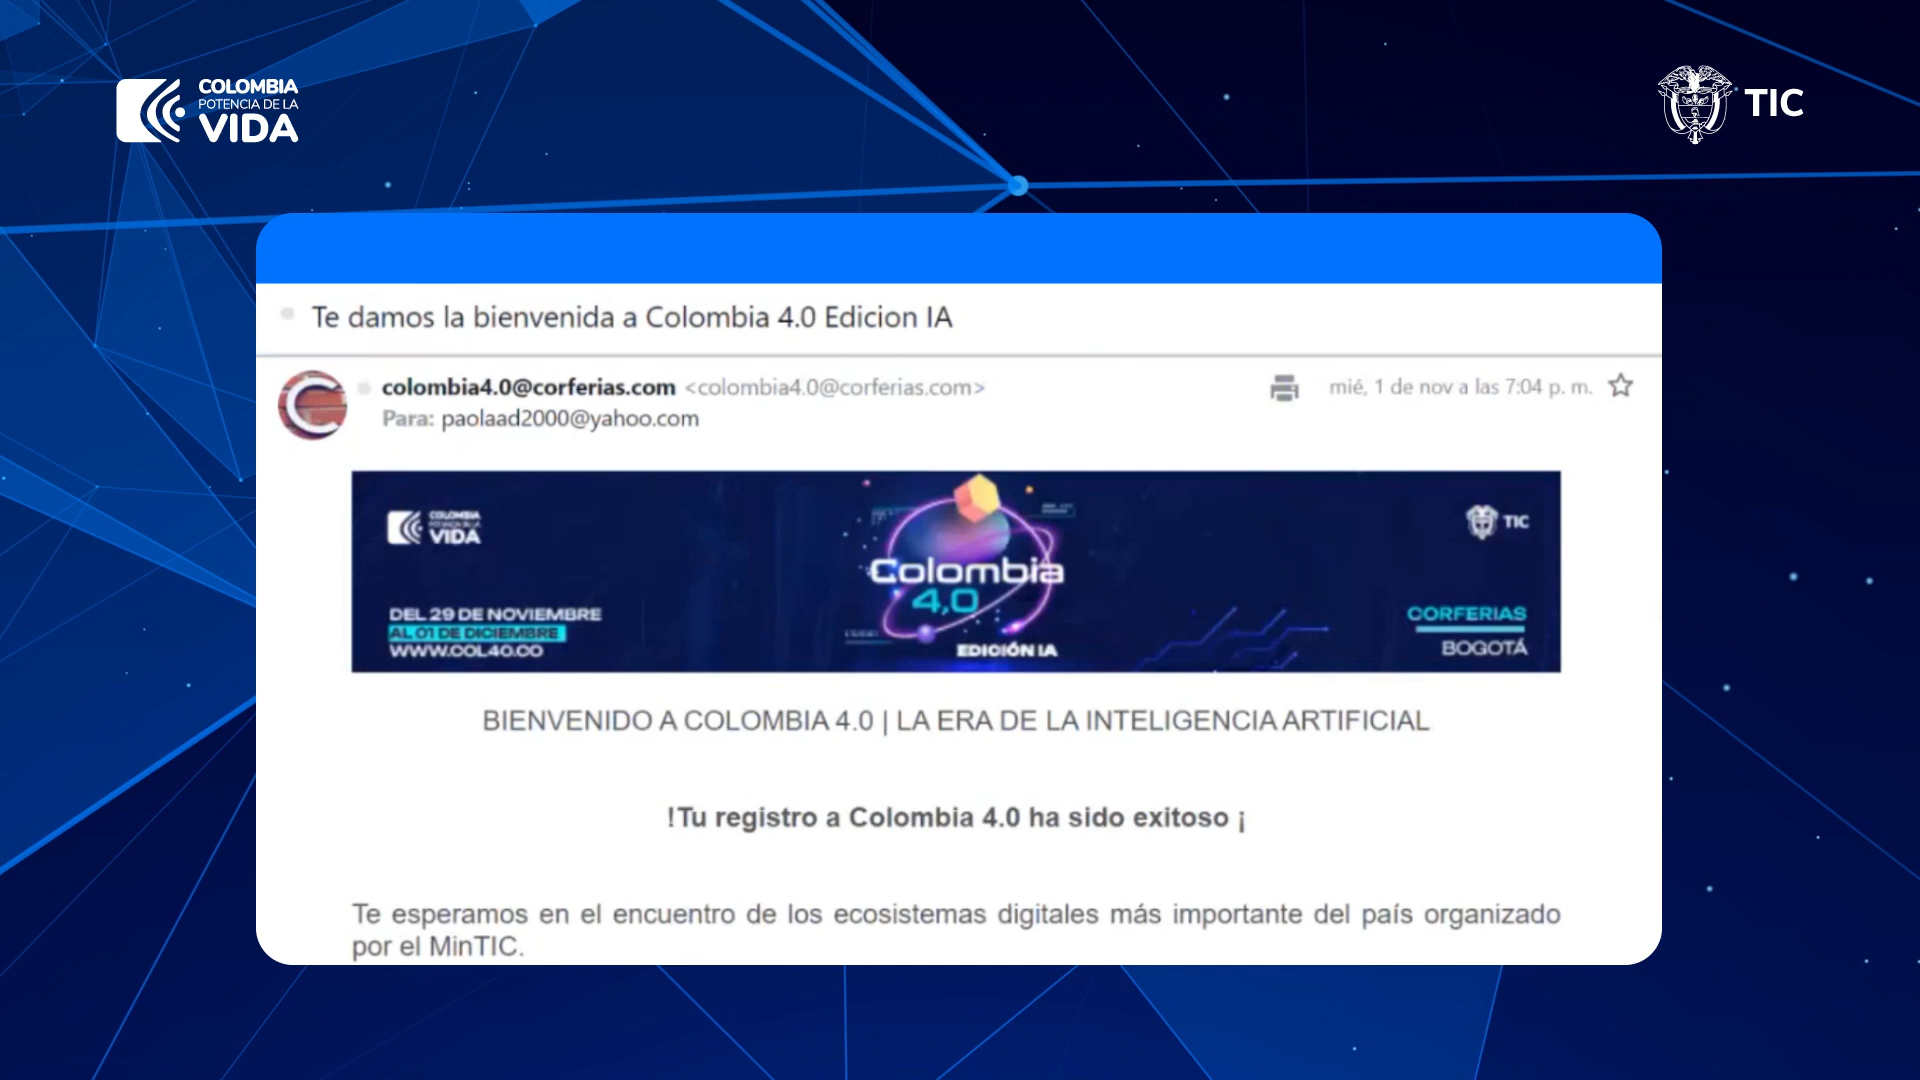 COLOMBIA
POTENCIA DE LA
VIDA
TIC
Te damos la bienvenida a Colombia 4.0 Edicion IA
colombia4.0@corferias.com <colombia4.0@corferias.com>
mié, 1 de nov a las 7:04 p. m.
Para: paolaad2000@yahoo.com
COLOMBIA
POTENCIA DE LA
VIDA
TIC
Colombia
4,0
EDICIÓN IA
DEL 29 DE NOVIEMBRE
AL 01 DE DICIEMBRE
WWW.COL40.CO
CORFERIAS
BOGOTÁ
BIENVENIDO A COLOMBIA 4.0 | LA ERA DE LA INTELIGENCIA ARTIFICIAL
!Tu registro a Colombia 4.0 ha sido exitoso ¡
Te esperamos en el encuentro de los ecosistemas digitales más importante del país organizado
por el MinTIC.